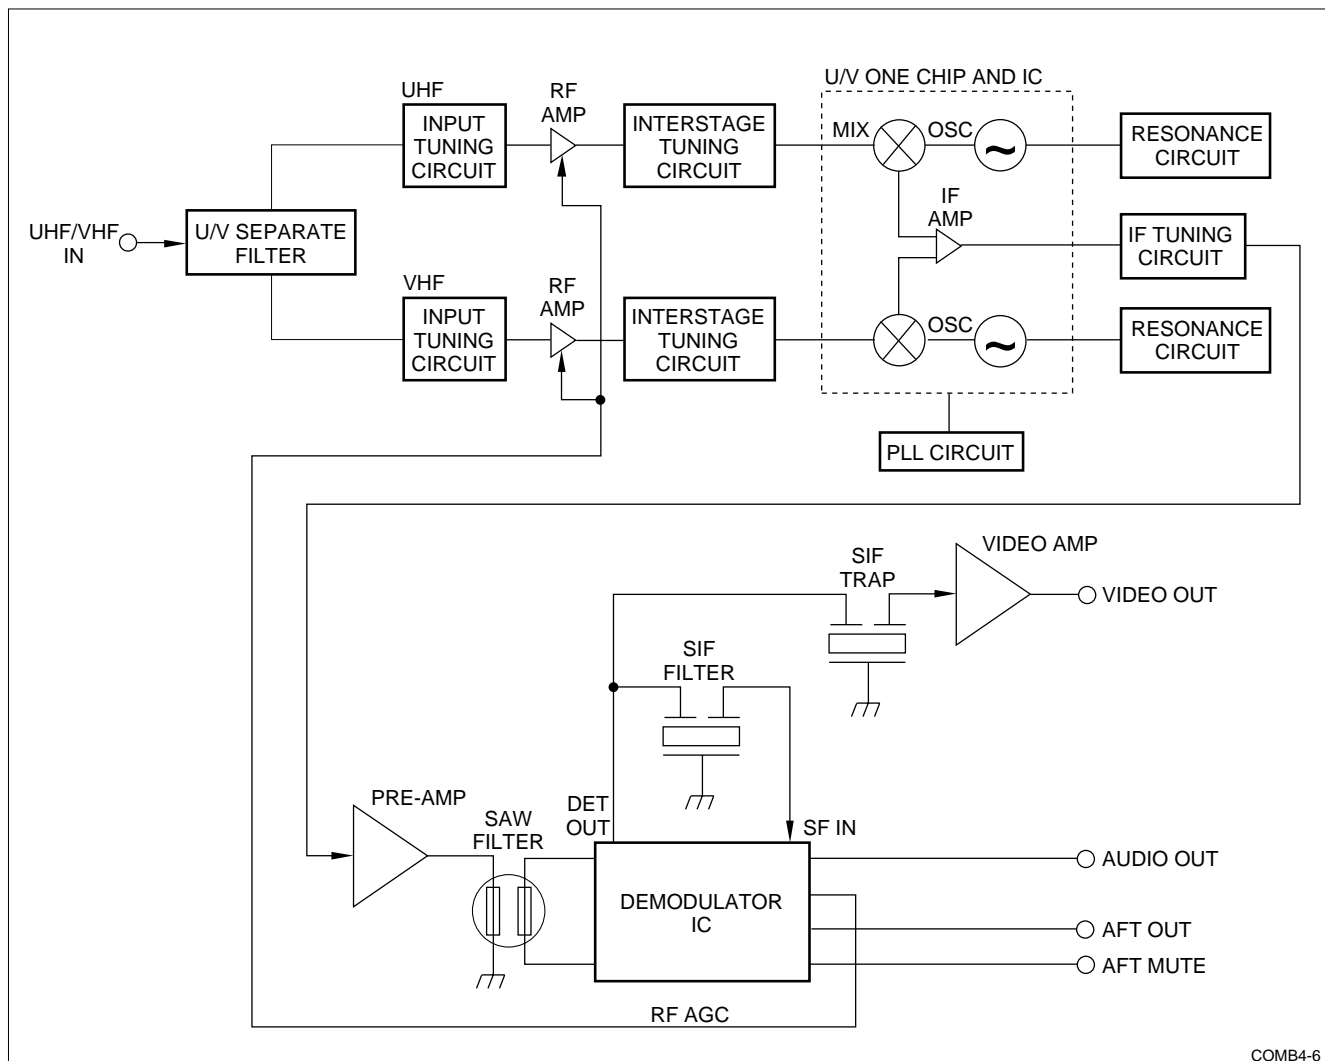 U/V ONE CHIP AND IC
UHF
RF
AMP
INPUT
TUNING
CIRCUIT
INTERSTAGE
TUNING
CIRCUIT
MIX
OSC
RESONANCE
CIRCUIT
IF
AMP
UHF/VHF
IN
U/V SEPARATE
FILTER
IF TUNING
CIRCUIT
VHF
RF
AMP
INPUT
TUNING
CIRCUIT
INTERSTAGE
TUNING
CIRCUIT
OSC
RESONANCE
CIRCUIT
PLL CIRCUIT
SIF
TRAP
VIDEO AMP
VIDEO OUT
SIF
FILTER
PRE-AMP
SAW
FILTER
DET
OUT
SF IN
DEMODULATOR
IC
AUDIO OUT
AFT OUT
AFT MUTE
RF AGC
COMB4-6